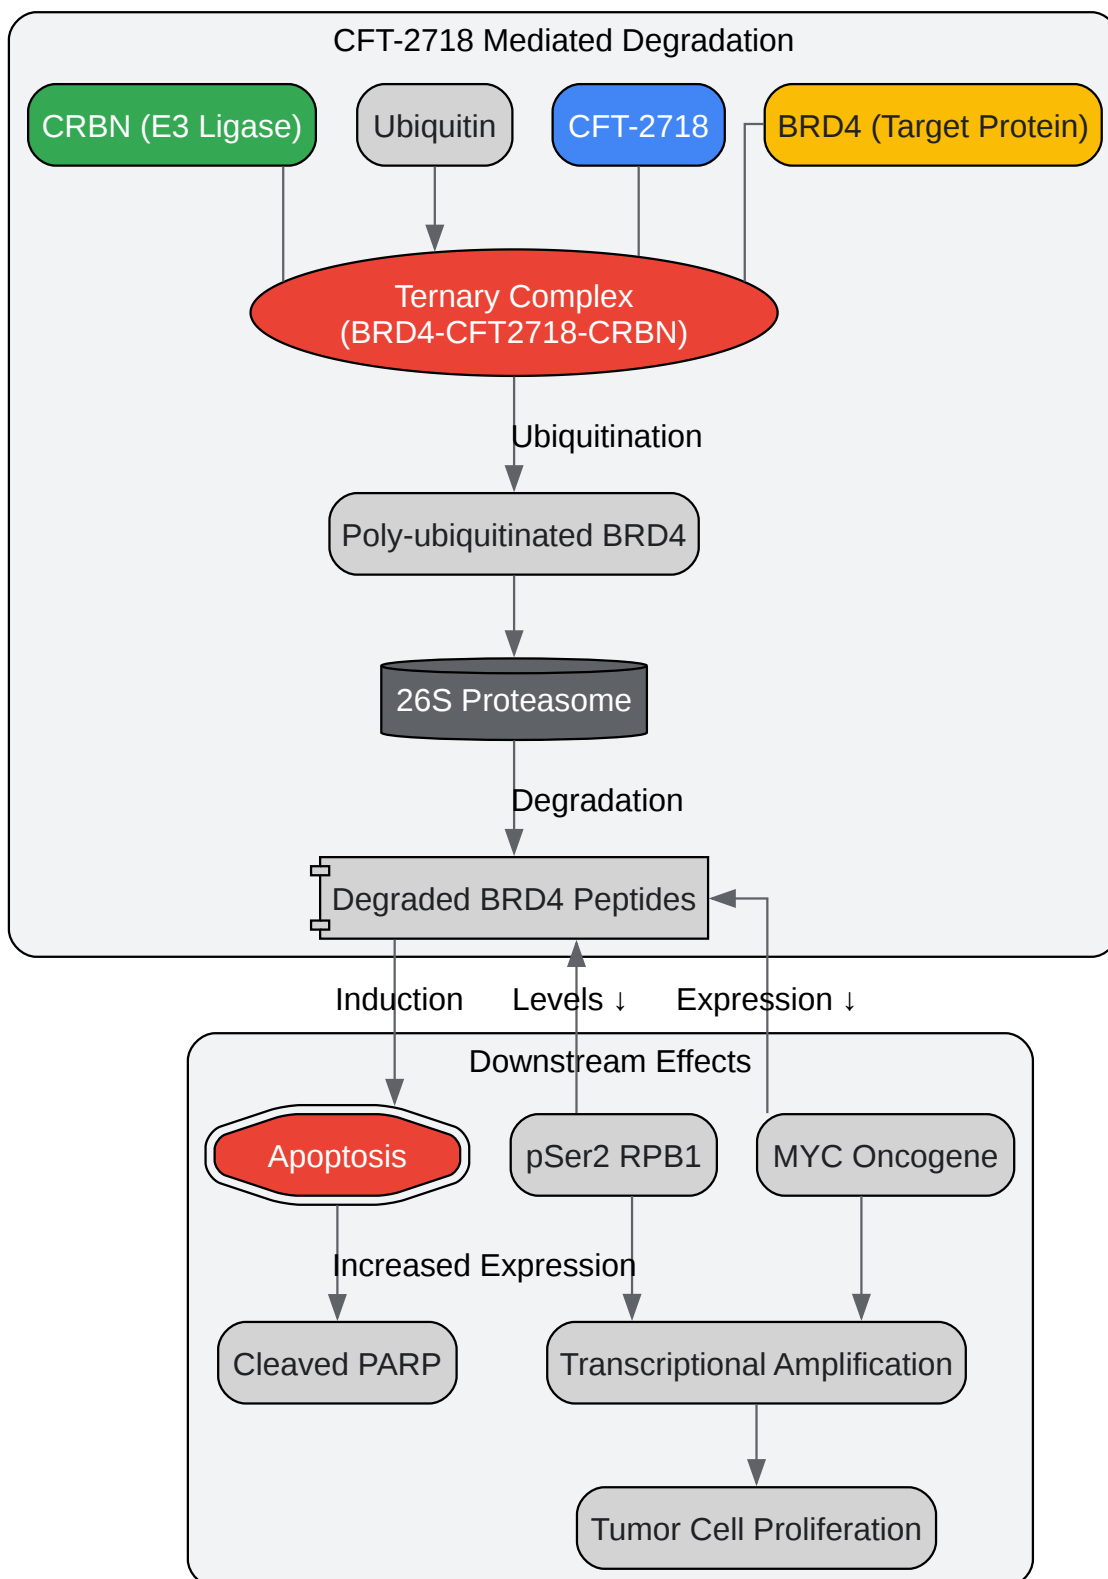 CFT-2718 Mediated Degradation
CRBN (E3 Ligase)
Ubiquitin
CFT-2718
BRD4 (Target Protein)
Ternary Complex
(BRD4-CFT2718-CRBN)
Ubiquitination
Poly-ubiquitinated BRD4
26S Proteasome
Degradation
Degraded BRD4 Peptides
Induction
Levels ↓
Expression ↓
Downstream Effects
Apoptosis
pSer2 RPB1
MYC Oncogene
Increased Expression
Cleaved PARP
Transcriptional Amplification
Tumor Cell Proliferation